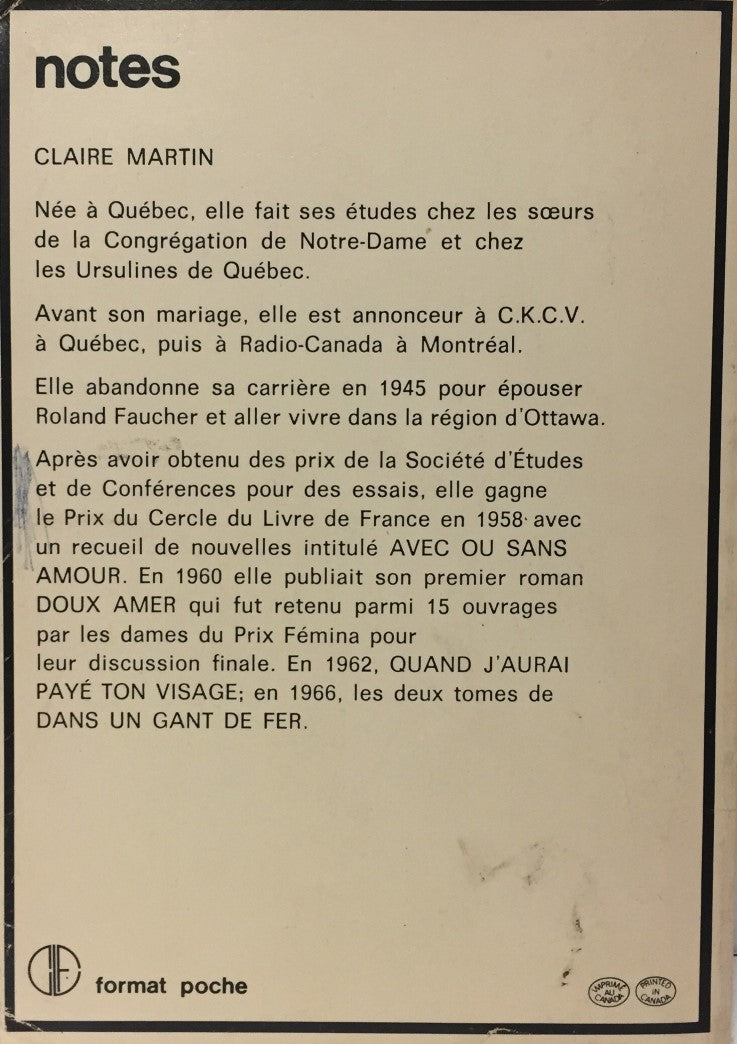 notes
CLAIRE MARTIN
Née à Québec, elle fait ses études chez les sœurs
de la Congrégation de Notre-Dame et chez
les Ursulines de Québec.
Avant son mariage, elle est annonceur à C.K.C.V.
à Québec, puis à Radio-Canada à Montréal.
Elle abandonne sa carrière en 1945 pour épouser
Roland Faucher et aller vivre dans la région d'Ottawa.
Après avoir obtenu des prix de la Société d'Études
et de Conférences pour des essais, elle gagne
le Prix du Cercle du Livre de France en 1958 avec
un recueil de nouvelles intitulé AVEC OU SANS
AMOUR. En 1960 elle publiait son premier roman
DOUX AMER qui fut retenu parmi 15 ouvrages
par les dames du Prix Fémina pour
leur discussion finale. En 1962, QUAND J'AURAI
PAYÉ TON VISAGE; en 1966, les deux tomes de
DANS UN GANT DE FER.
format poche
IMPRIMÉ
AU
CANADA
PRINTED
IN
CANADA